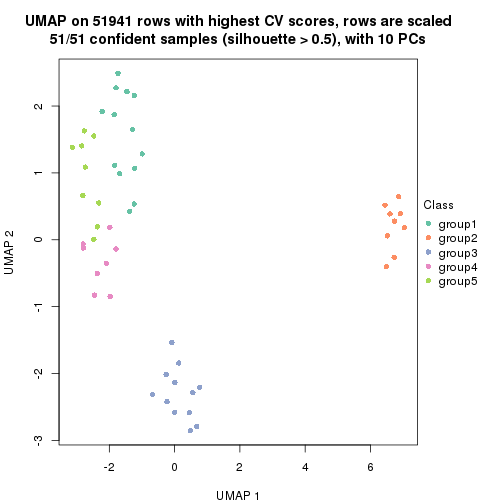 UMAP on 51941 rows with highest CV scores, rows are scaled
51/51 confident samples (silhouette > 0.5), with 10 PCs
UMAP 2
2
1
0
-1
-2
-3
-2
0
2
4
6
UMAP 1
Class
group1
group2
group3
group4
group5